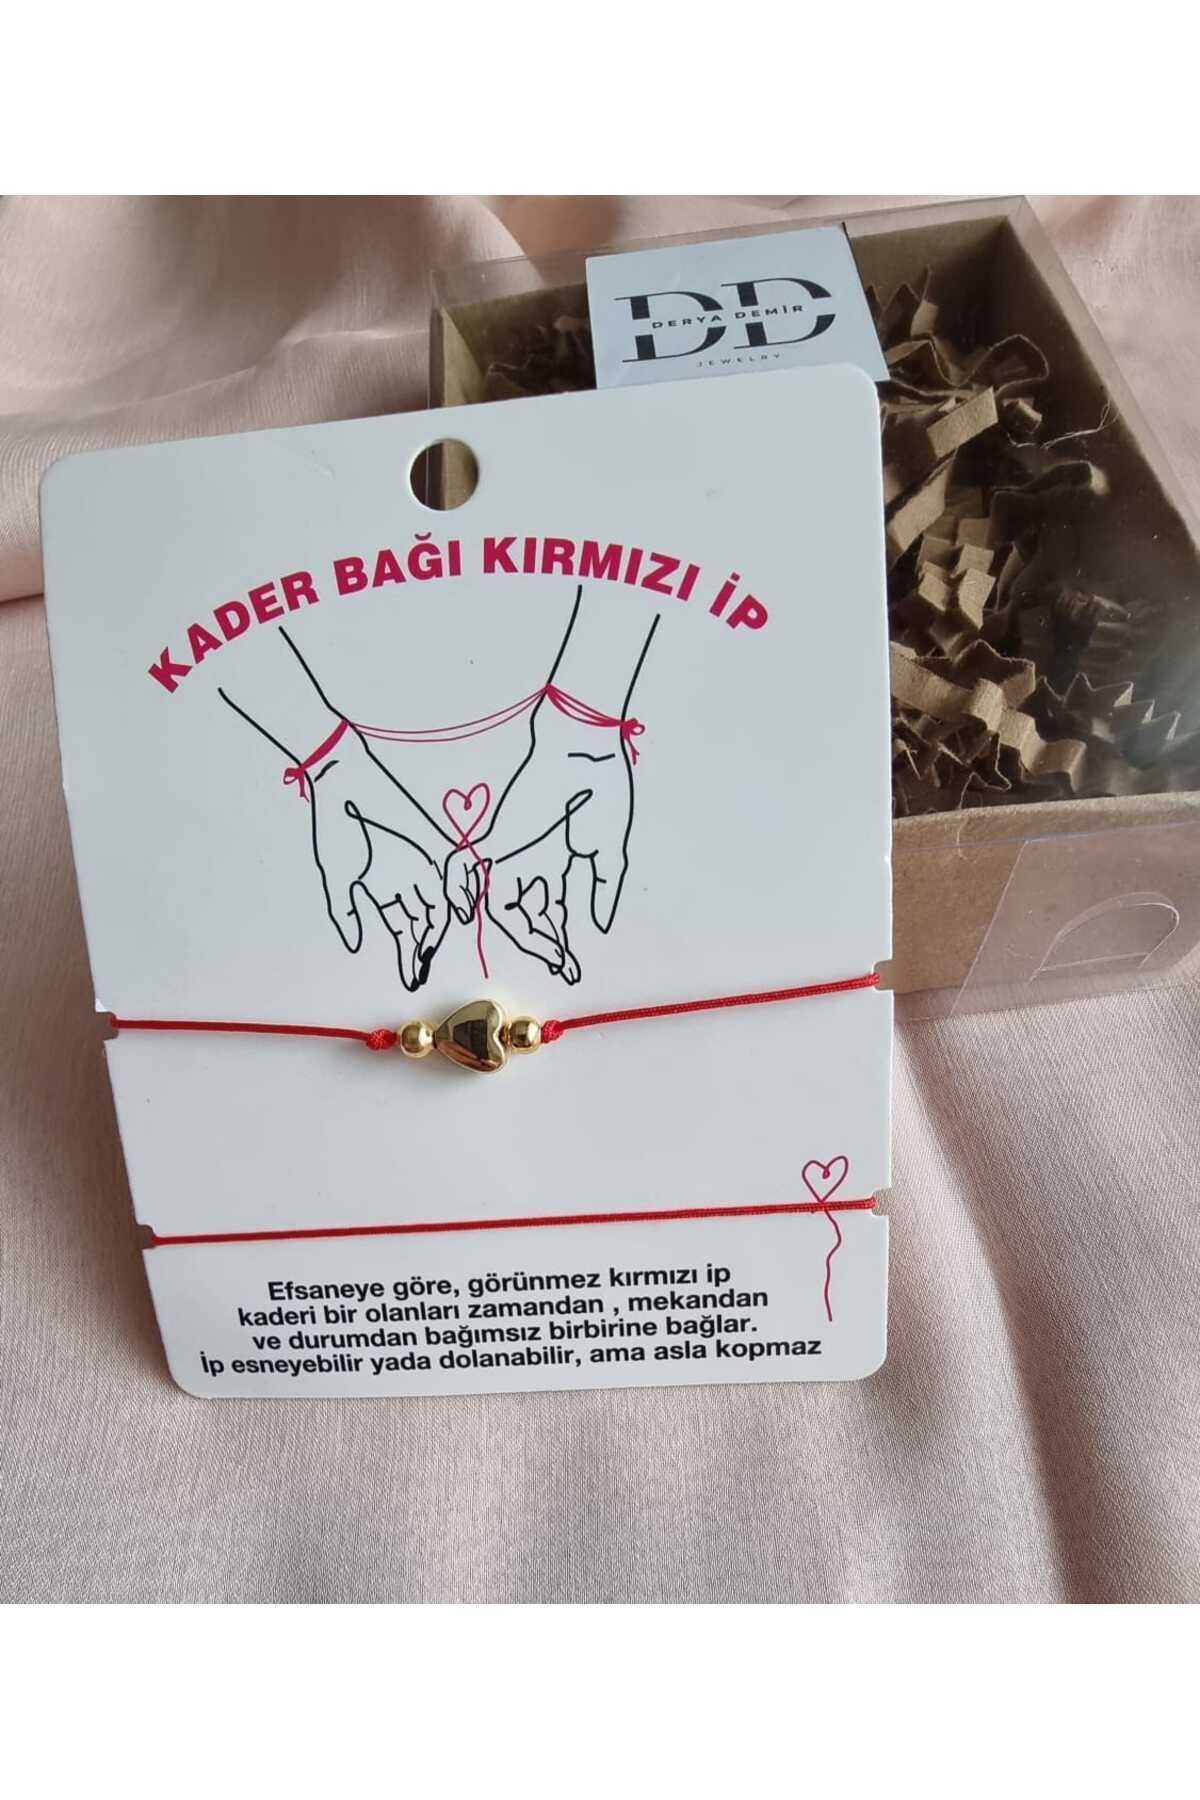 DD
DERYA DEMİR
JEWELRY
KADER BAĞI KIRMIZI İP
Efsaneye göre, görünmez kırmızı ip
kaderi bir olanları zamandan , mekandan
ve durumdan bağımsız birbirine bağlar.
İp esneyebilir yada dolanabilir, ama asla kopmaz